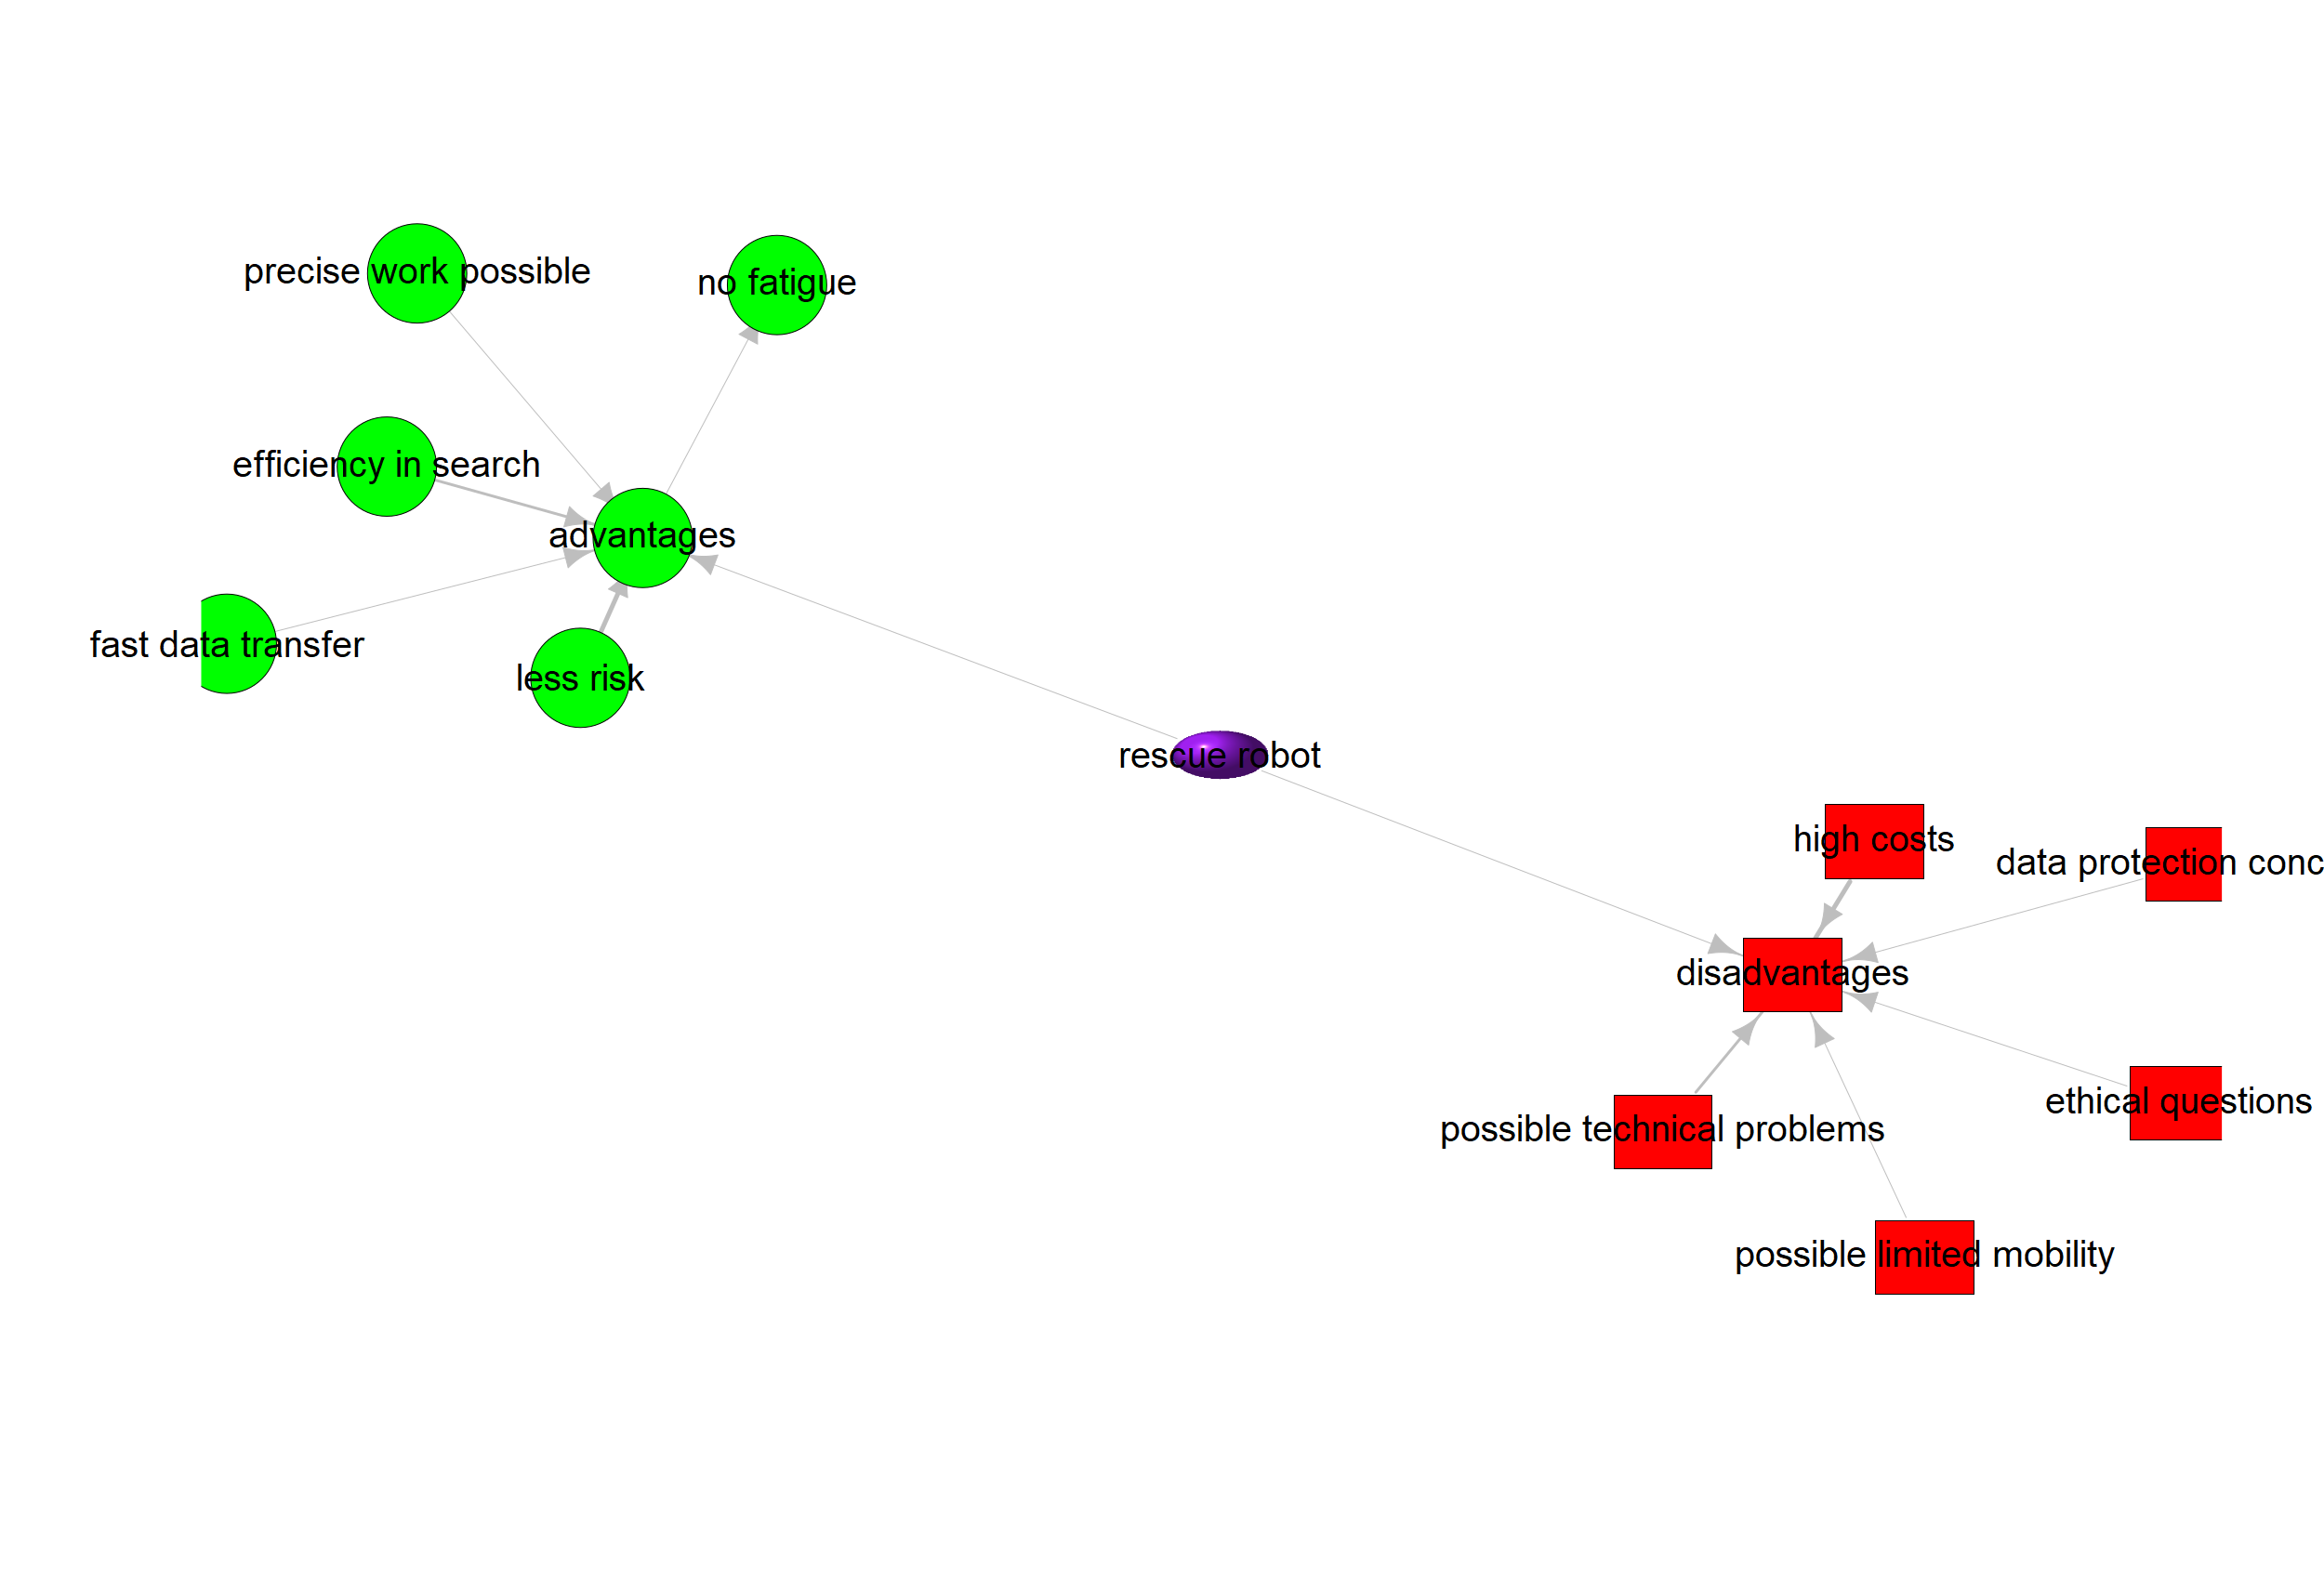 precise work possible
no fatigue
efficiency in search
advantages
fast data transfer
less risk
rescue robot
high costs
data protection conc
disadvantages
ethical questions
possible technical problems
possible limited mobility